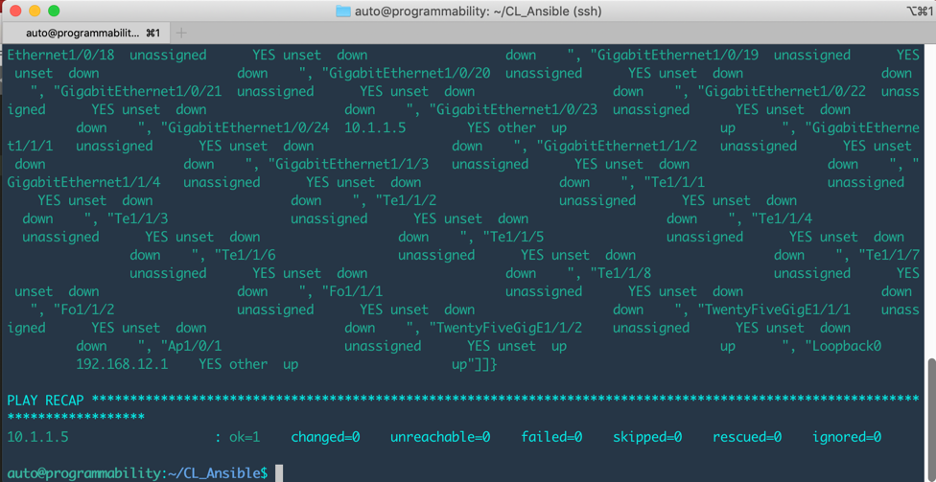 auto@programmability: ~/CL_Ansible (ssh)
⌥⌘1
auto@programmabilit... ⌘1
Ethernet1/0/18  unassigned      YES unset  down                  down    ", "GigabitEthernet1/0/19  unassigned      YES
 unset  down                  down    ", "GigabitEthernet1/0/20  unassigned      YES unset  down                  down
   ", "GigabitEthernet1/0/21  unassigned      YES unset  down                  down    ", "GigabitEthernet1/0/22  unass
igned      YES unset  down                  down    ", "GigabitEthernet1/0/23  unassigned      YES unset  down
         down    ", "GigabitEthernet1/0/24  10.1.1.5        YES other  up                    up      ", "GigabitEtherne
t1/1/1   unassigned      YES unset  down                  down    ", "GigabitEthernet1/1/2   unassigned      YES unset
 down                  down    ", "GigabitEthernet1/1/3   unassigned      YES unset  down                  down    ", "
GigabitEthernet1/1/4   unassigned      YES unset  down                  down    ", "Te1/1/1                unassigned
    YES unset  down                  down    ", "Te1/1/2                unassigned      YES unset  down
  down    ", "Te1/1/3                unassigned      YES unset  down                  down    ", "Te1/1/4
  unassigned      YES unset  down                  down    ", "Te1/1/5                unassigned      YES unset  down
                down    ", "Te1/1/6                unassigned      YES unset  down                  down    ", "Te1/1/7
                unassigned      YES unset  down                  down    ", "Te1/1/8                unassigned      YES
 unset  down                  down    ", "Fo1/1/1                unassigned      YES unset  down                  down
   ", "Fo1/1/2                unassigned      YES unset  down                  down    ", "TwentyFiveGigE1/1/1    unass
igned      YES unset  down                  down    ", "TwentyFiveGigE1/1/2    unassigned      YES unset  down
         down    ", "Ap1/0/1                unassigned      YES unset  up                    up      ", "Loopback0
         192.168.12.1    YES other  up                    up"]]}
PLAY RECAP ************************************************************************************************************
******************
10.1.1.5                   : ok=1    changed=0    unreachable=0    failed=0    skipped=0    rescued=0    ignored=0
auto@programmability:~/CL_Ansible$